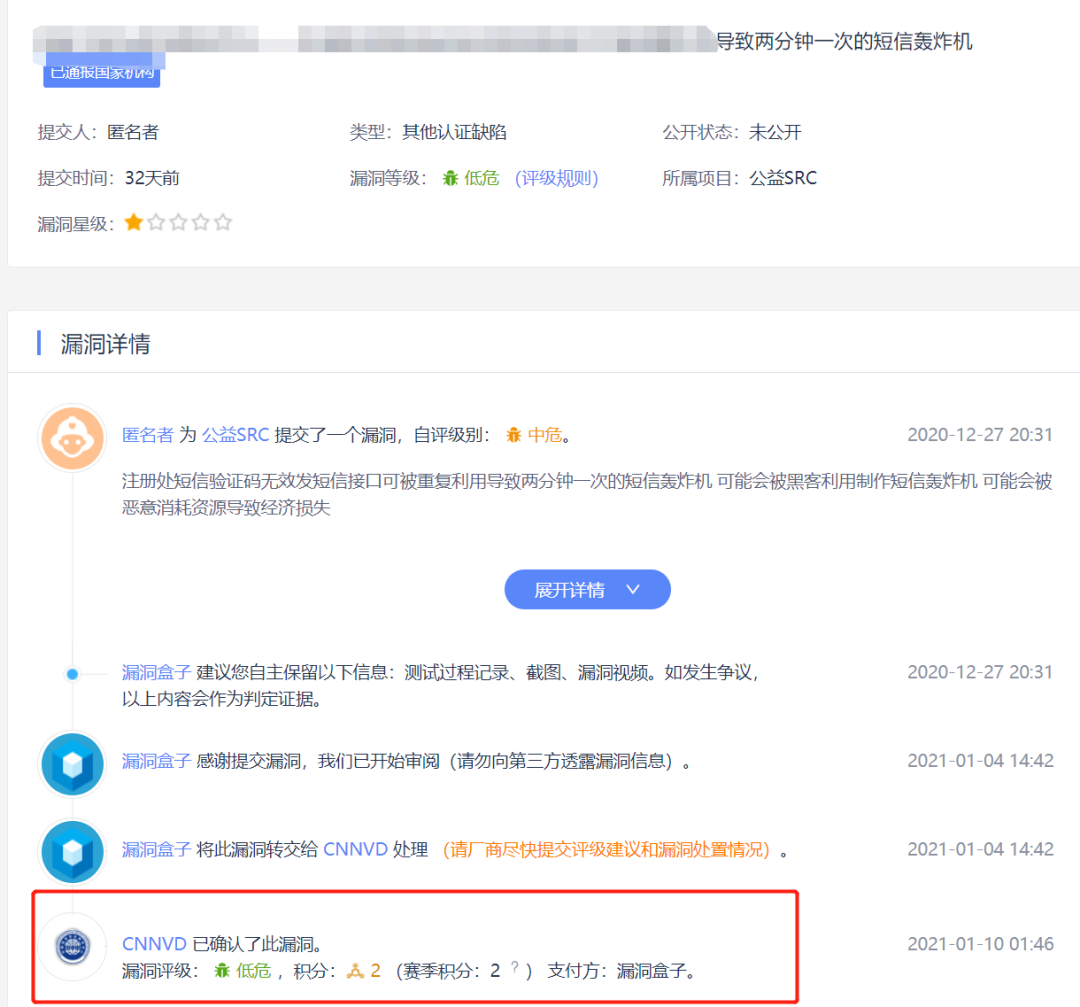 导致两分钟一次的短信轰炸机
已通报国家机构
提交人：匿名者 类型：其他认证缺陷 公开状态：未公开
提交时间：32天前 漏洞等级：低危 (评级规则) 所属项目：公益SRC
漏洞星级：
漏洞详情
匿名者 为 公益SRC 提交了一个漏洞，自评级别：中危。 2020-12-27 20:31
注册处短信验证码无效发短信接口可被重复利用导致两分钟一次的短信轰炸机 可能会被黑客利用制作短信轰炸机 可能会被
恶意消耗资源导致经济损失
展开详情
漏洞盒子 建议您自主保留以下信息：测试过程记录、截图、漏洞视频。如发生争议， 2020-12-27 20:31
以上内容会作为判定证据。
漏洞盒子 感谢提交漏洞，我们已开始审阅（请勿向第三方透露漏洞信息）。 2021-01-04 14:42
漏洞盒子 将此漏洞转交给 CNNVD 处理 （请厂商尽快提交评级建议和漏洞处置情况）。 2021-01-04 14:42
CNNVD 已确认了此漏洞。 2021-01-10 01:46
漏洞评级：低危，积分：2（赛季积分：2 ?）支付方：漏洞盒子。